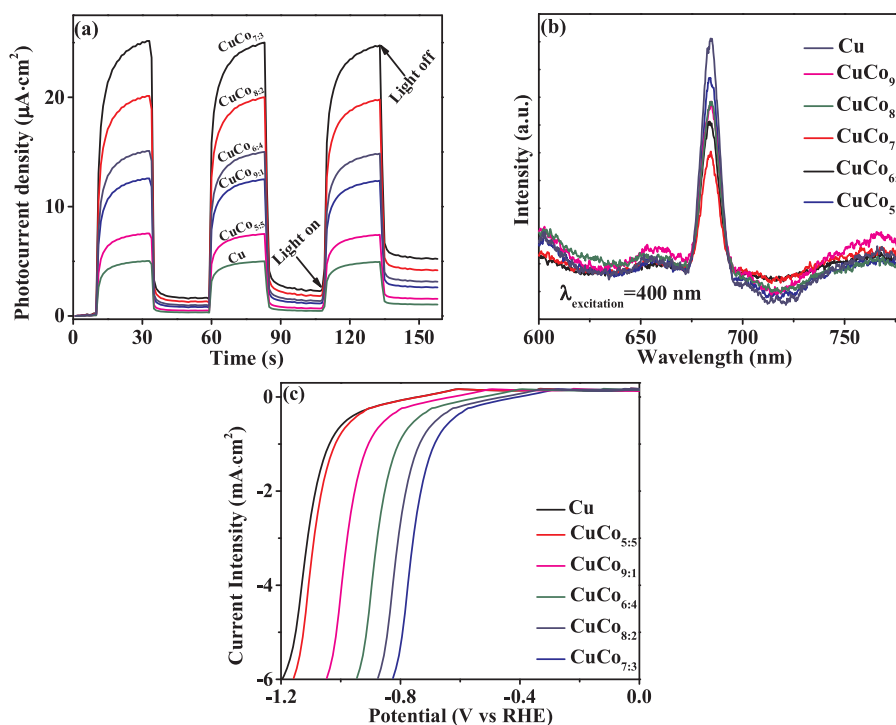 (a)
CuCo7:3
CuCo8:2
CuCo6:4
CuCo9:1
CuCo5:5
Cu
Light on
Light off
Photocurrent density (μA·cm2)
25
15
5
0
0 30 60 90 120 150
Time (s)
(b)
Cu
CuCo9
CuCo8
CuCo7
CuCo6:
CuCo5
λexcitation=400 nm
Intensity (a.u.)
600 650 700 750
Wavelength (nm)
(c)
Cu
CuCo5:5
CuCo9:1
CuCo6:4
CuCo8:2
CuCo7:3
Current Intensity (mA.cm2)
0
-2
-4
-6
-1.2 -0.8 -0.4 0.0
Potential (V vs RHE)